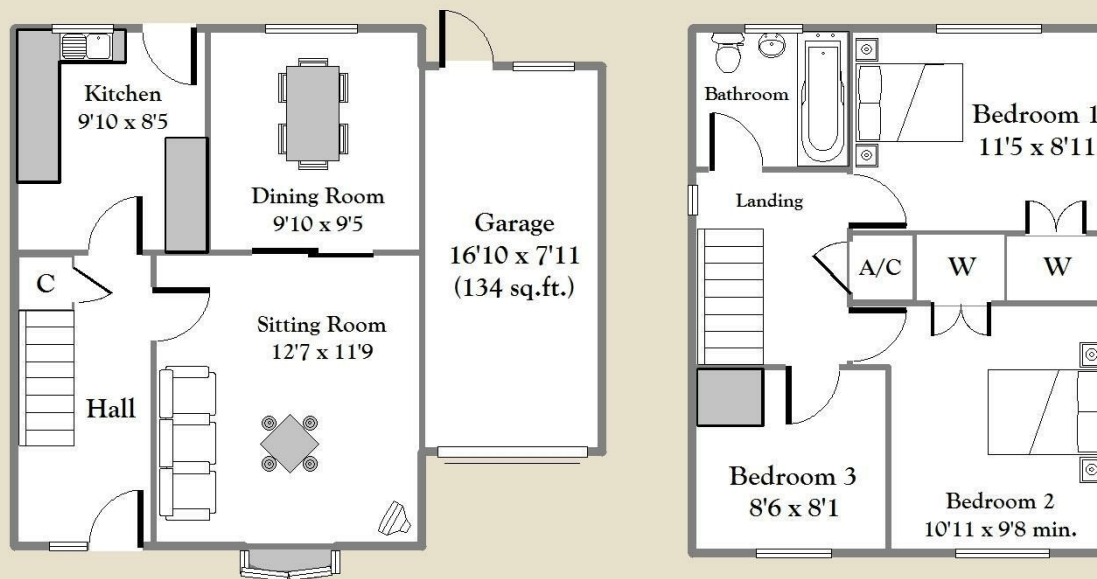 Kitchen
9'10 x 8'5
Dining Room
9'10 x 9'5
Garage
16'10 x 7'11
(134 sq.ft.)
C
Sitting Room
12'7 x 11'9
Hall
Bathroom
Bedroom 1
11'5 x 8'11
Landing
A/C
W
W
Bedroom 3
8'6 x 8'1
Bedroom 2
10'11 x 9'8 min.